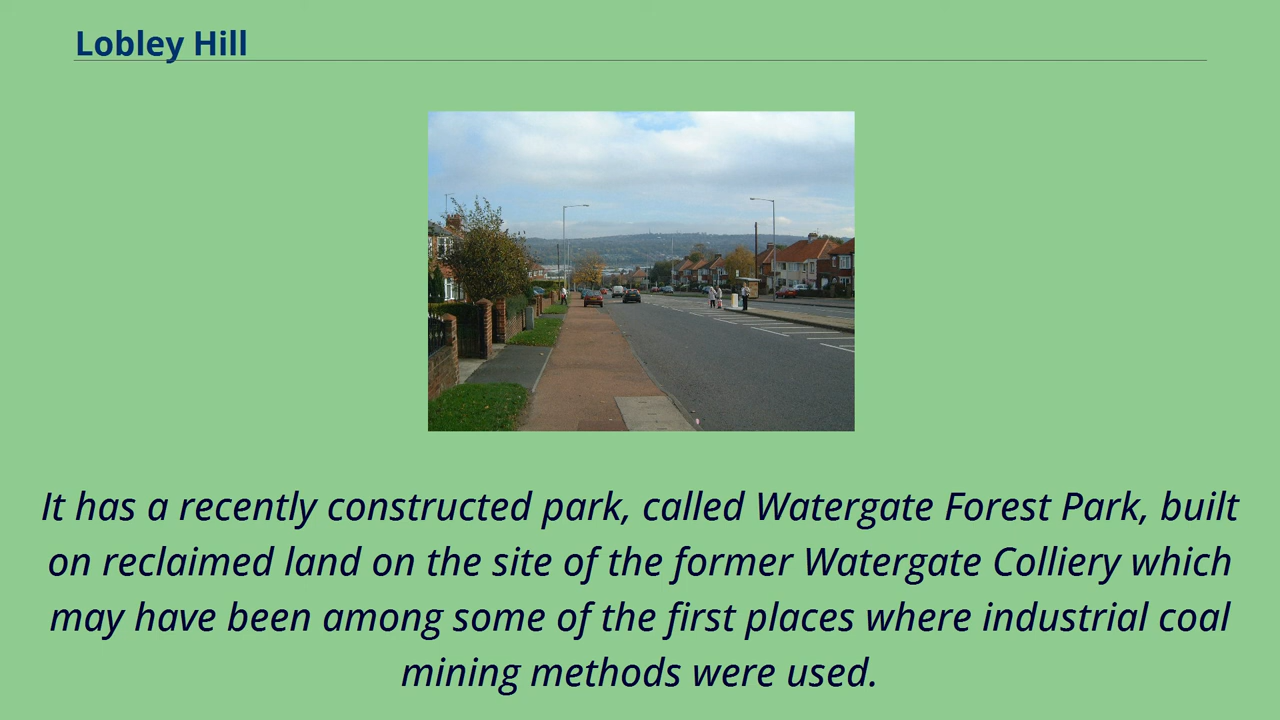 Lobley Hill
It has a recently constructed park, called Watergate Forest Park, built
on reclaimed land on the site of the former Watergate Colliery which
may have been among some of the first places where industrial coal
mining methods were used.